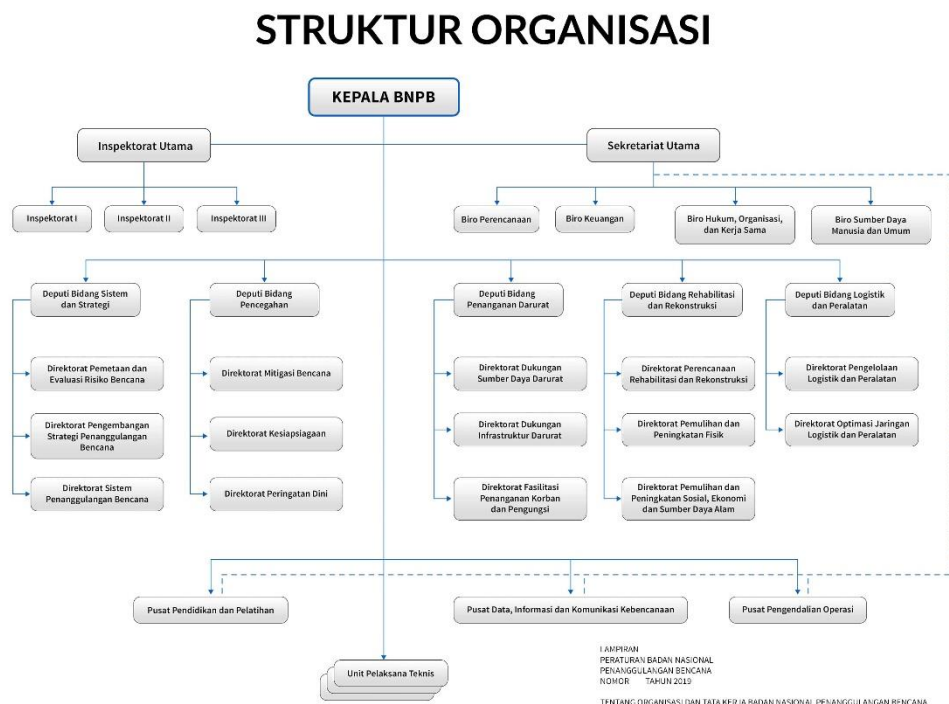 STRUKTUR ORGANISASI
KEPALA BNPB
Inspektorat Utama
Sekretariat Utama
Inspektorat I
Inspektorat II
Inspektorat III
Biro Perencanaan
Biro Keuangan
Biro Hukum, Organisasi,
dan Kerja Sama
Biro Sumber Daya
Manusia dan Umum
Deputi Bidang Sistem
dan Strategi
Deputi Bidang
Pencegahan
Deputi Bidang
Penanganan Darurat
Deputi Bidang Rehabilitasi
dan Rekonstruksi
Deputi Bidang Logistik
dan Peralatan
Direktorat Pemetaan dan
Evaluasi Risiko Bencana
Direktorat Mitigasi Bencana
Direktorat Dukungan
Sumber Daya Darurat
Direktorat Perencanaan
Rehabilitasi dan Rekonstruksi
Direktorat Pengelolaan
Logistik dan Peralatan
Direktorat Pengembangan
Strategi Penanggulangan
Bencana
Direktorat Kesiapsiagaan
Direktorat Dukungan
Infrastruktur Darurat
Direktorat Pemulihan dan
Peningkatan Fisik
Direktorat Optimasi Jaringan
Logistik dan Peralatan
Direktorat Sistem
Penanggulangan Bencana
Direktorat Peringatan Dini
Direktorat Fasilitasi
Penanganan Korban
dan Pengungsi
Direktorat Pemulihan dan
Peningkatan Sosial, Ekonomi
dan Sumber Daya Alam
Pusat Pendidikan dan Pelatihan
Pusat Data, Informasi dan Komunikasi Kebencanaan
Pusat Pengendalian Operasi
Unit Pelaksana Teknis
LAMPIRAN
PERATURAN BADAN NASIONAL
PENANGGULANGAN BENCANA
NOMOR TAHUN 2019
TENTANG ORGANISASI DAN TATA KERJA BADAN NASIONAL PENANGGULANGAN BENCANA